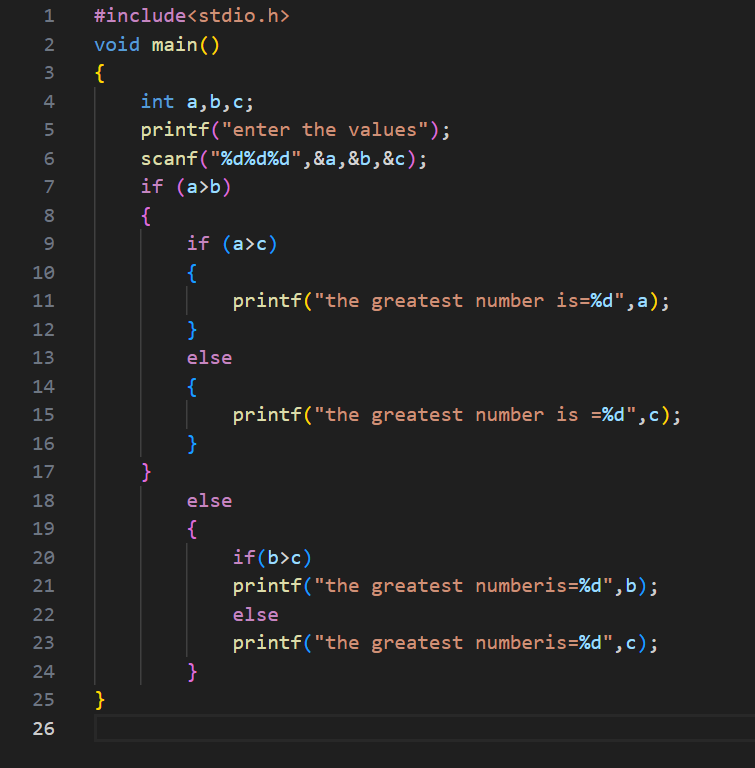 1 #include<stdio.h>
2 void main()
3 {
4 int a,b,c;
5 printf("enter the values");
6 scanf("%d%d%d",&a,&b,&c);
7 if (a>b)
8 {
9 if (a>c)
10 {
11 printf("the greatest number is=%d",a);
12 }
13 else
14 {
15 printf("the greatest number is =%d",c);
16 }
17 }
18 else
19 {
20 if(b>c)
21 printf("the greatest numberis=%d",b);
22 else
23 printf("the greatest numberis=%d",c);
24 }
25 }
26